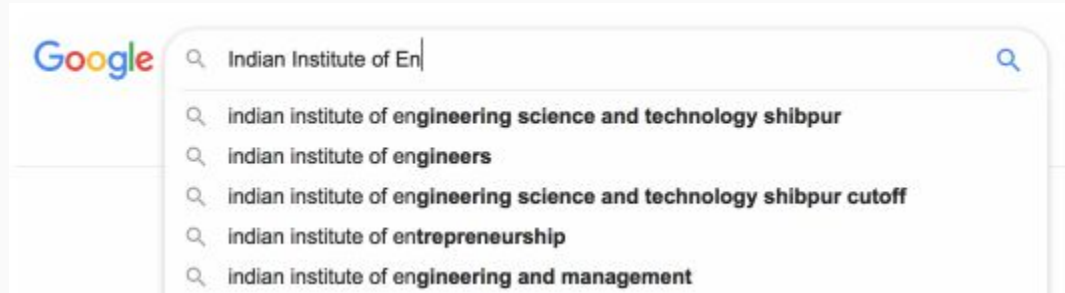 Google Indian Institute of En
indian institute of engineering science and technology shibpur
indian institute of engineers
indian institute of engineering science and technology shibpur cutoff
indian institute of entrepreneurship
indian institute of engineering and management